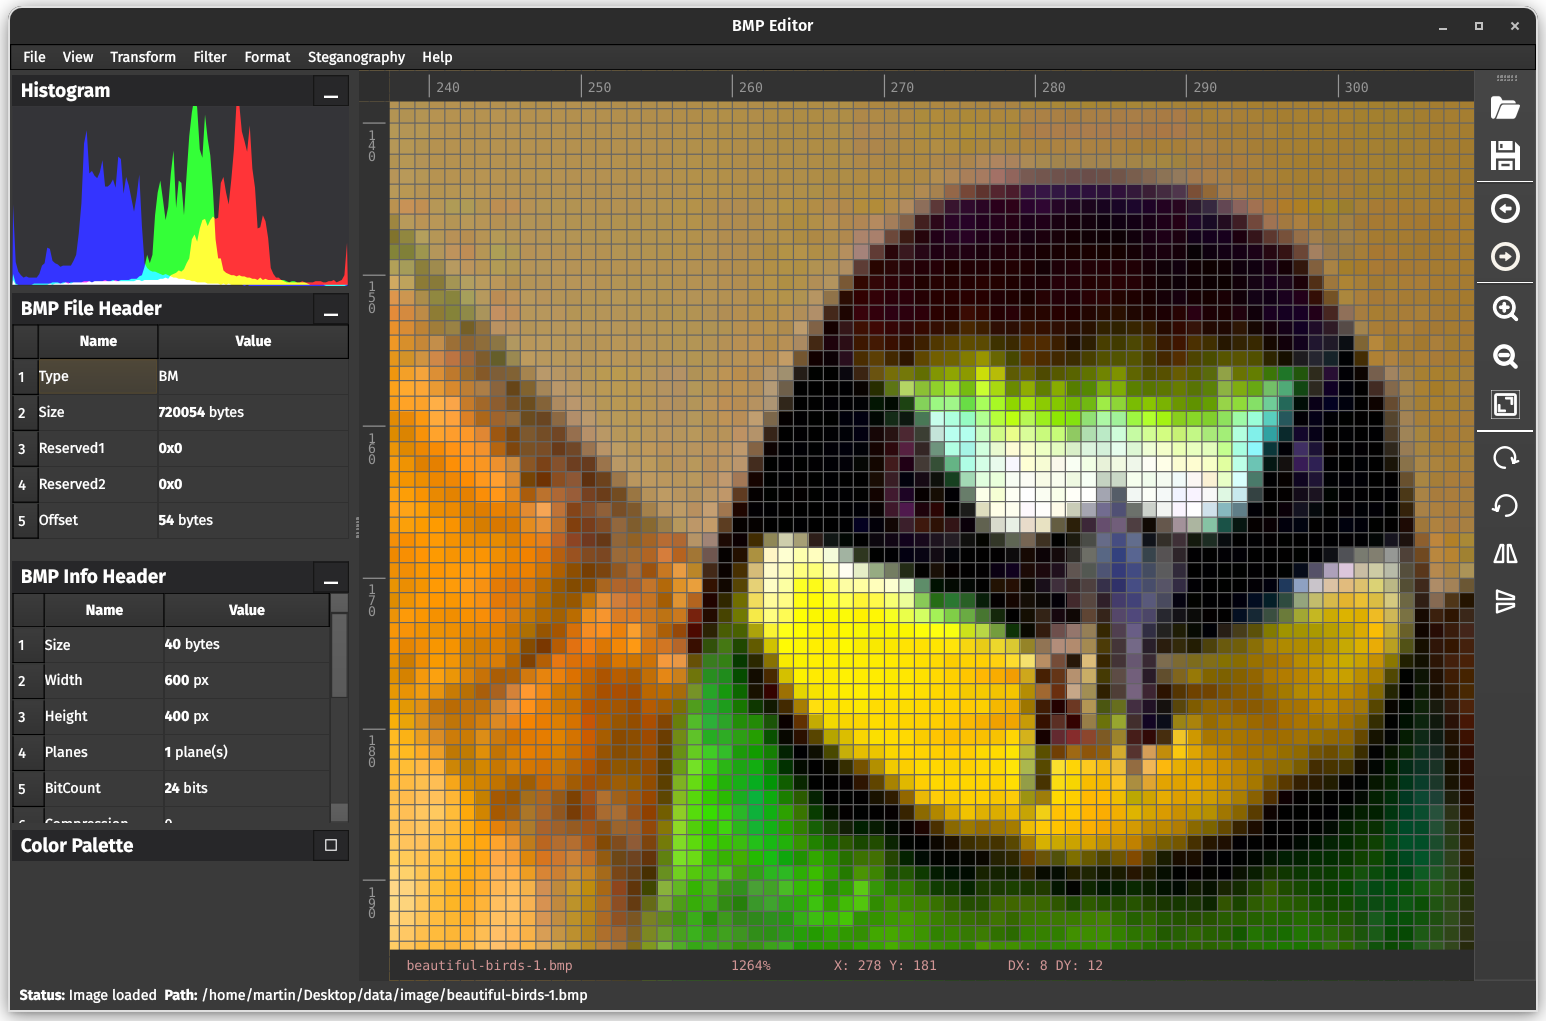 BMP Editor
File View Transform Filter Format Steganography Help
Histogram
BMP File Header
Name Value
1 Type BM
2 Size 720054 bytes
3 Reserved1 0x0
4 Reserved2 0x0
5 Offset 54 bytes
BMP Info Header
Name Value
1 Size 40 bytes
2 Width 600 px
3 Height 400 px
4 Planes 1 plane(s)
5 BitCount 24 bits
6 Compression 0
Color Palette
240 250 260 270 280 290 300
140
150
160
170
180
190
beautiful-birds-1.bmp 1264% X: 278 Y: 181 DX: 8 DY: 12
Status: Image loaded Path: /home/martin/Desktop/data/image/beautiful-birds-1.bmp